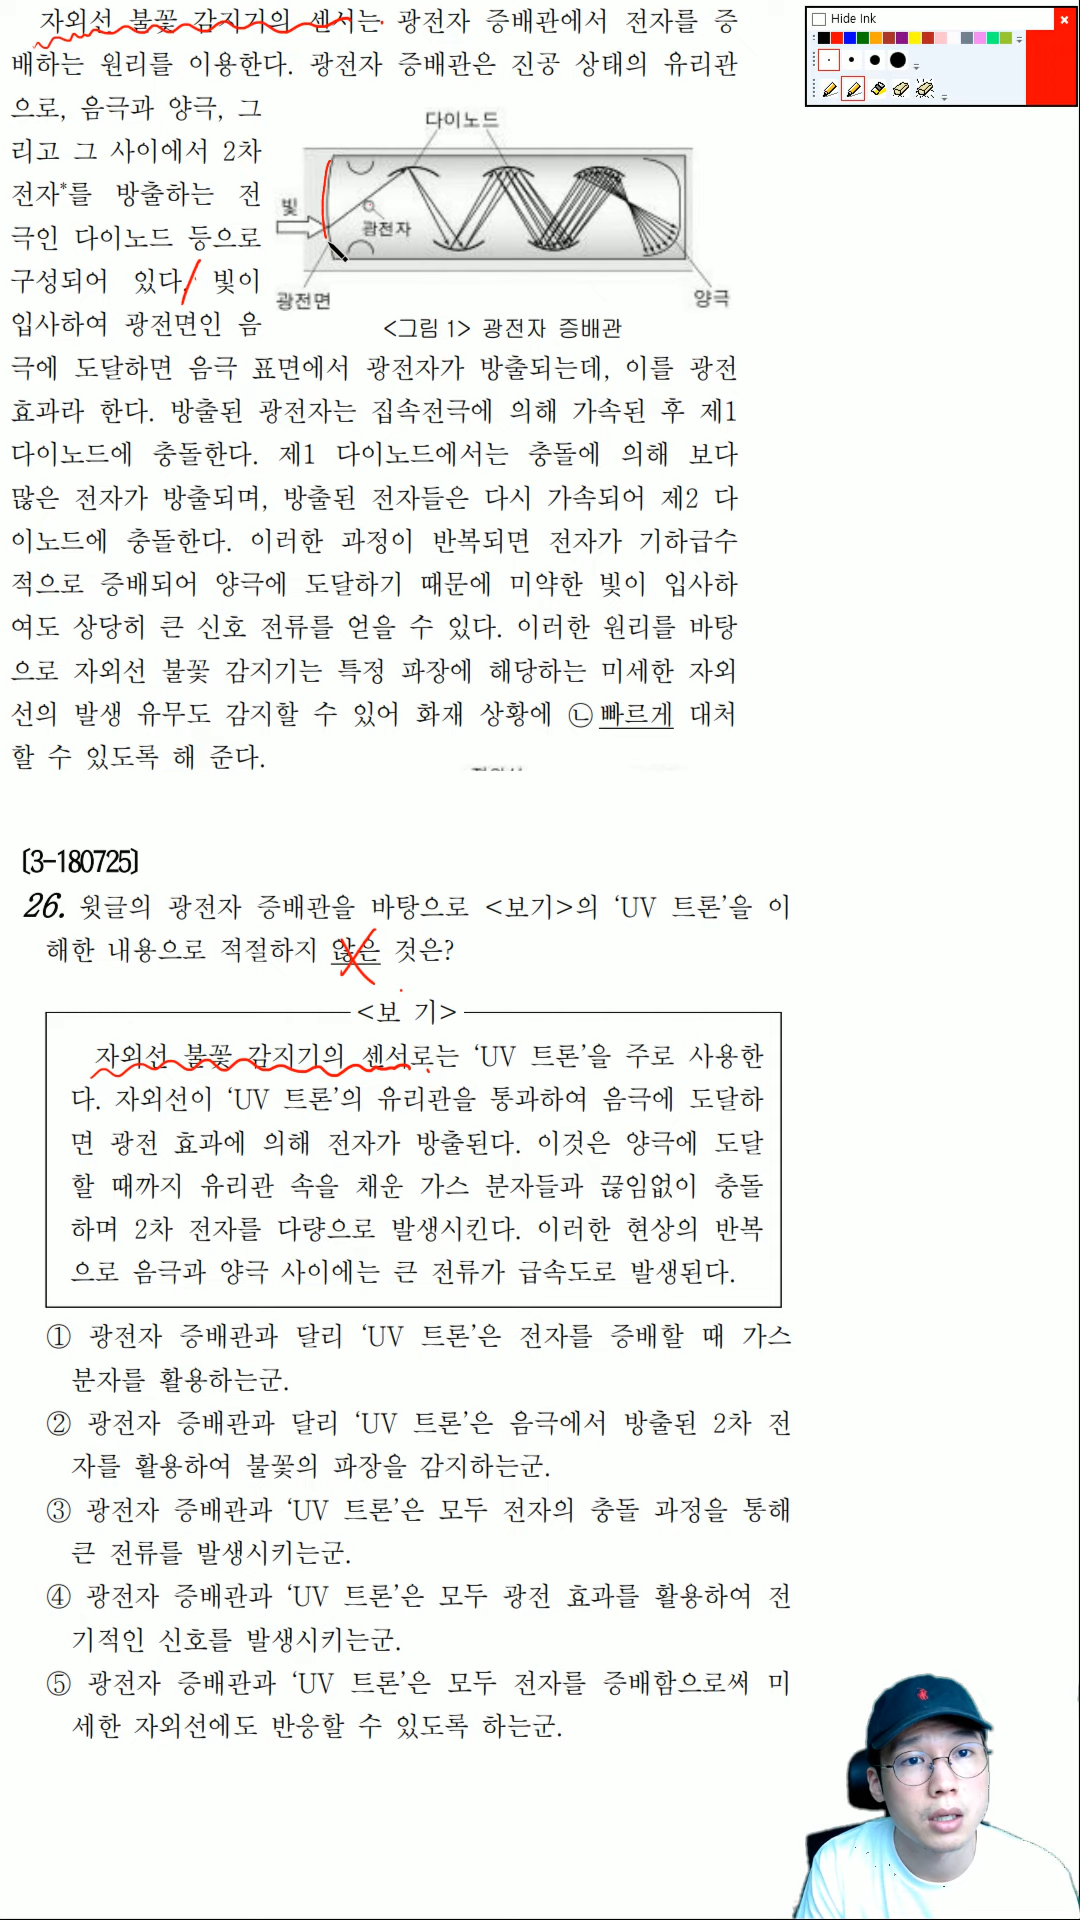 자외선 불꽃 감지기의 센서는 광전자 증배관에서 전자를 증
배하는 원리를 이용한다. 광전자 증배관은 진공 상태의 유리관
으로, 음극과 양극, 그
리고 그 사이에서 2차
전자*를 방출하는 전
극인 다이노드 등으로
구성되어 있다. 빛이
입사하여 광전면인 음
다이노드
빛
광전자
광전면
양극
<그림 1> 광전자 증배관
극에 도달하면 음극 표면에서 광전자가 방출되는데, 이를 광전
효과라 한다. 방출된 광전자는 집속전극에 의해 가속된 후 제1
다이노드에 충돌한다. 제1 다이노드에서는 충돌에 의해 보다
많은 전자가 방출되며, 방출된 전자들은 다시 가속되어 제2 다
이노드에 충돌한다. 이러한 과정이 반복되면 전자가 기하급수
적으로 증배되어 양극에 도달하기 때문에 미약한 빛이 입사하
여도 상당히 큰 신호 전류를 얻을 수 있다. 이러한 원리를 바탕
으로 자외선 불꽃 감지기는 특정 파장에 해당하는 미세한 자외
선의 발생 유무도 감지할 수 있어 화재 상황에 ㉡빠르게 대처
할 수 있도록 해 준다.
[3-180725]
26. 윗글의 광전자 증배관을 바탕으로 <보기>의 ‘UV 트론’을 이
해한 내용으로 적절하지 않은 것은?
<보 기>
자외선 불꽃 감지기의 센서로는 ‘UV 트론’을 주로 사용한
다. 자외선이 ‘UV 트론’의 유리관을 통과하여 음극에 도달하
면 광전 효과에 의해 전자가 방출된다. 이것은 양극에 도달
할 때까지 유리관 속을 채운 가스 분자들과 끊임없이 충돌
하며 2차 전자를 다량으로 발생시킨다. 이러한 현상의 반복
으로 음극과 양극 사이에는 큰 전류가 급속도로 발생된다.
① 광전자 증배관과 달리 ‘UV 트론’은 전자를 증배할 때 가스
분자를 활용하는군.
② 광전자 증배관과 달리 ‘UV 트론’은 음극에서 방출된 2차 전
자를 활용하여 불꽃의 파장을 감지하는군.
③ 광전자 증배관과 ‘UV 트론’은 모두 전자의 충돌 과정을 통해
큰 전류를 발생시키는군.
④ 광전자 증배관과 ‘UV 트론’은 모두 광전 효과를 활용하여 전
기적인 신호를 발생시키는군.
⑤ 광전자 증배관과 ‘UV 트론’은 모두 전자를 증배함으로써 미
세한 자외선에도 반응할 수 있도록 하는군.
Hide Ink